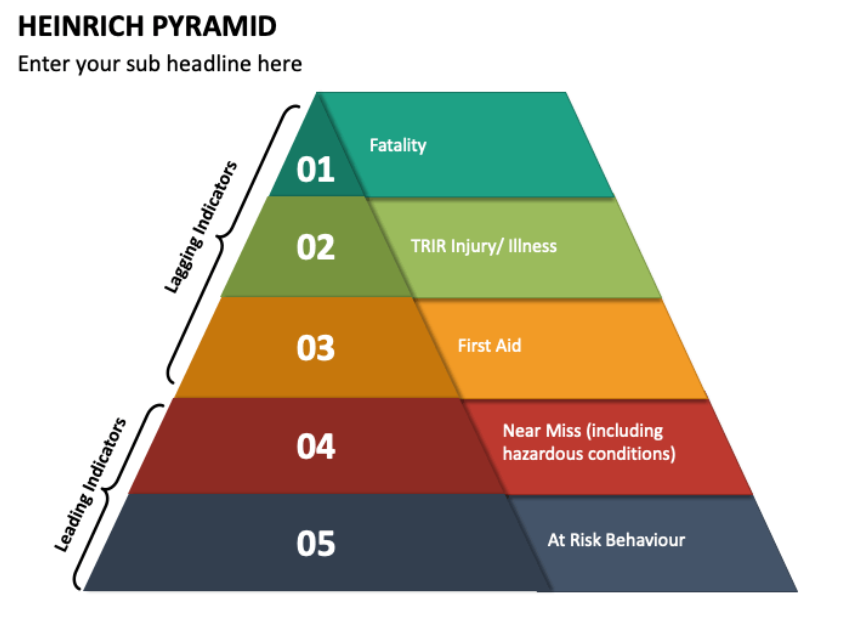 HEINRICH PYRAMID
Enter your sub headline here
Lagging Indicators
01
Fatality
02
TRIR Injury/ Illness
03
First Aid
Leading Indicators
04
Near Miss (including
hazardous conditions)
05
At Risk Behaviour